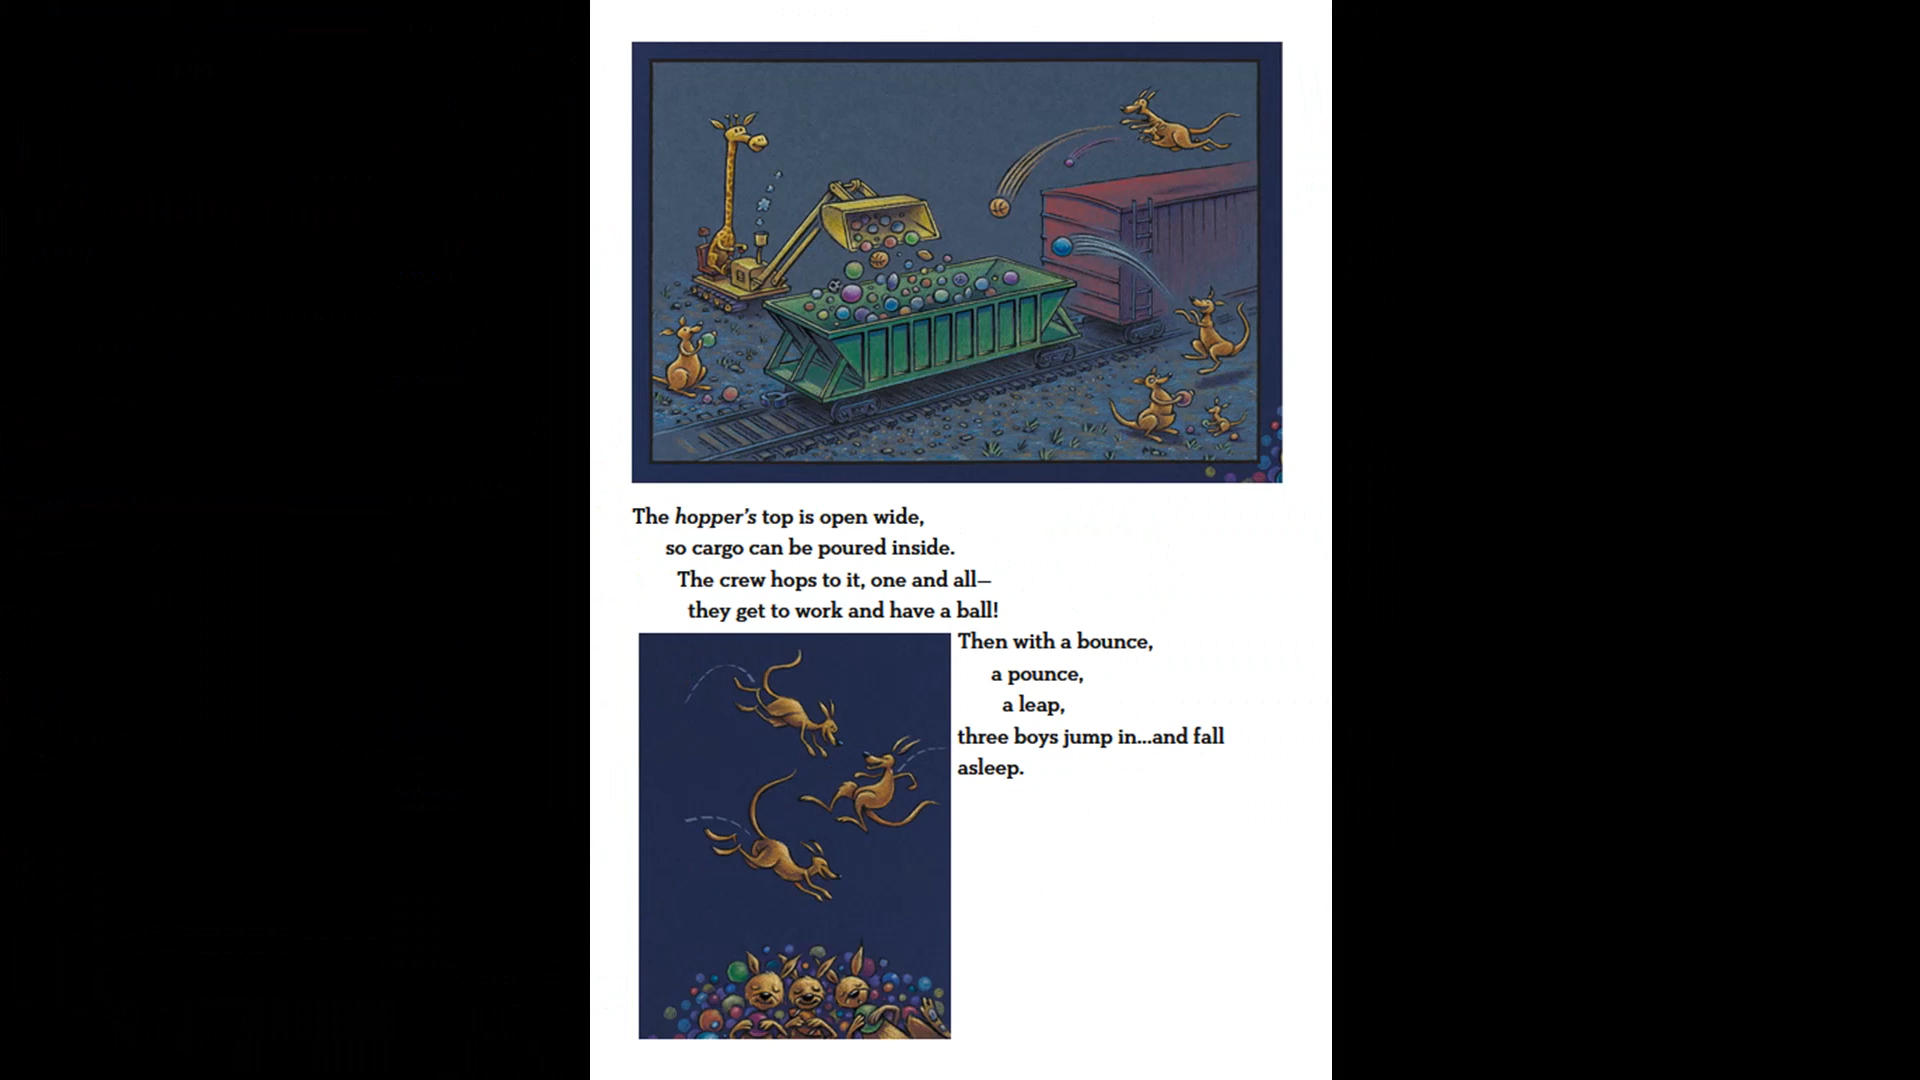 The hopper's top is open wide,
so cargo can be poured inside.
The crew hops to it, one and all—
they get to work and have a ball!
Then with a bounce,
a pounce,
a leap,
three boys jump in...and fall
asleep.